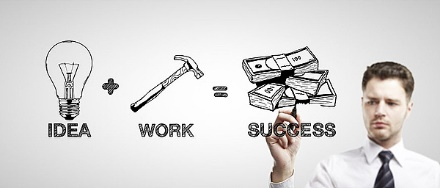 IDEA + WORK = SUCCESS